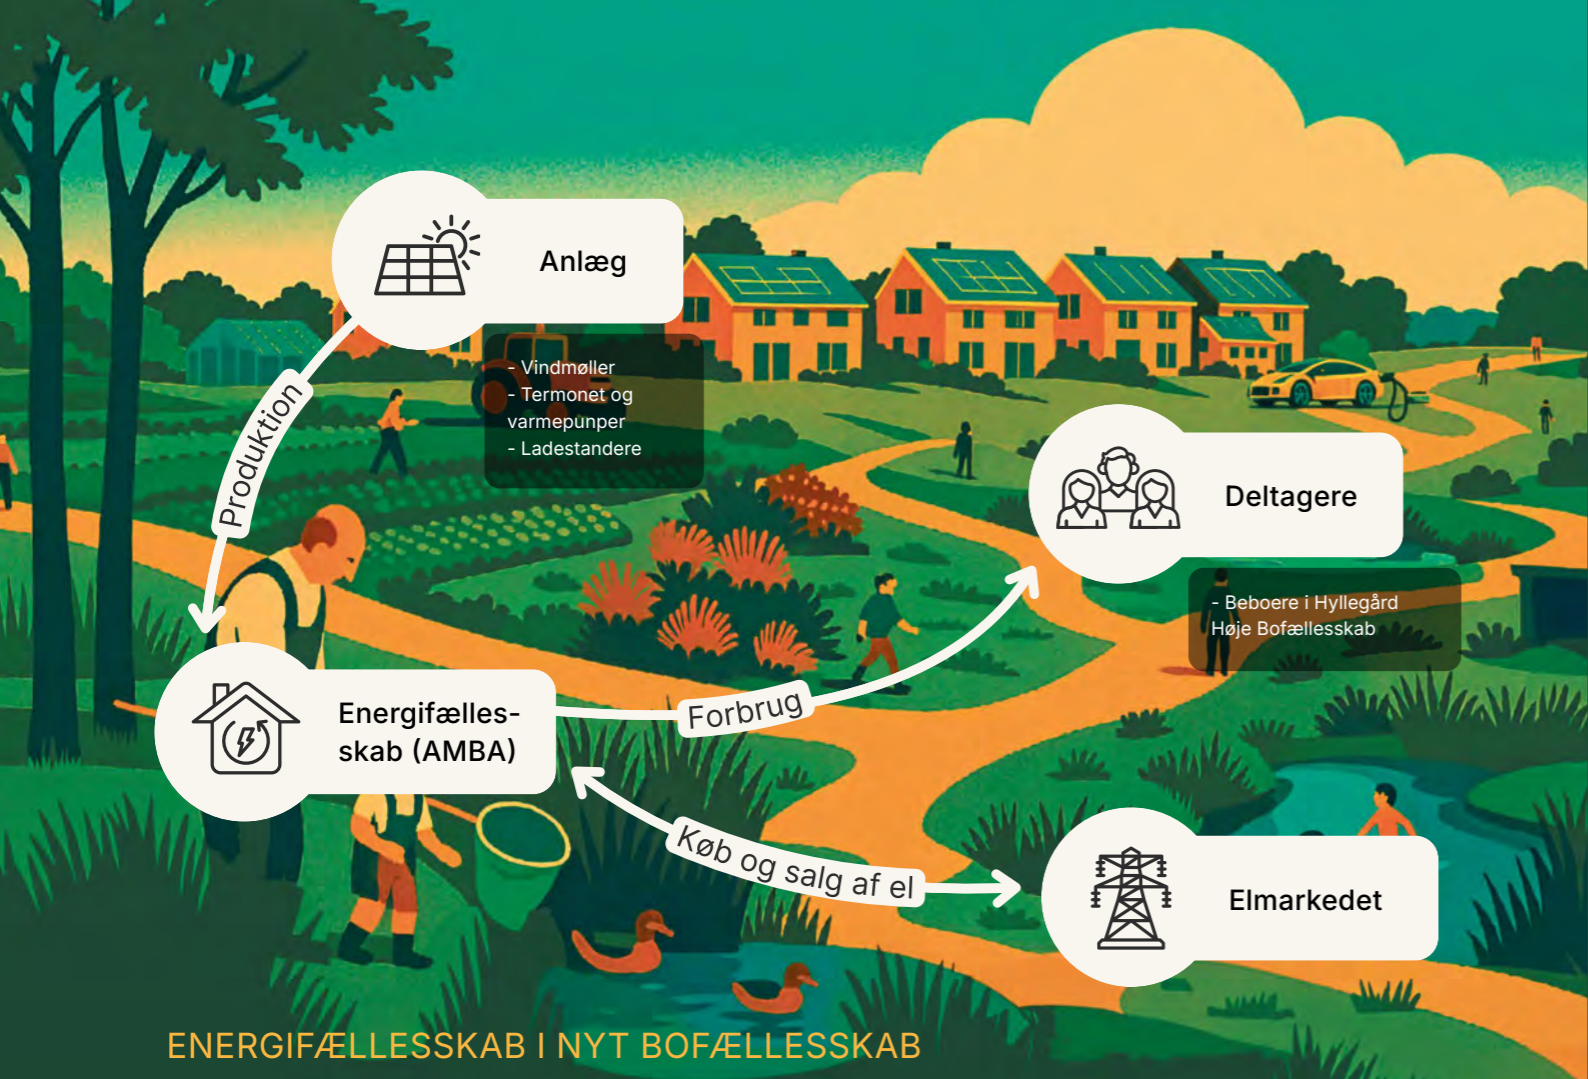 Anlæg
- Vindmøller
- Termonet og
varmepunper
- Ladestandere
Produktion
Deltagere
- Beboere i Hyllegård
Høje Bofællesskab
Energifælles-
skab (AMBA)
Forbrug
Køb og salg af el
Elmarkedet
ENERGIFÆLLESSKAB I NYT BOFÆLLESSKAB